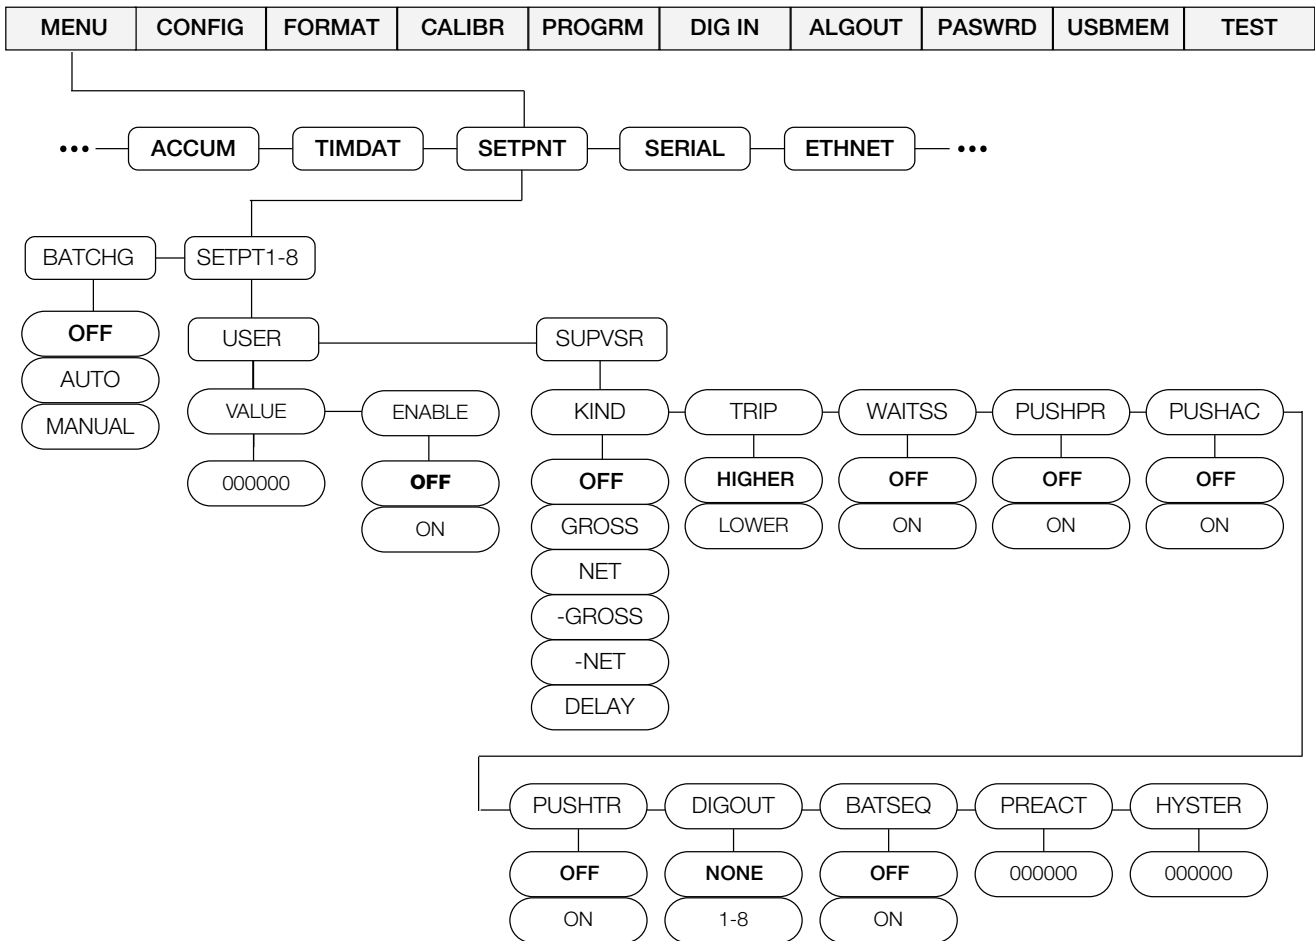 MENU CONFIG FORMAT CALIBR PROGRM DIG IN ALGOUT PASWRD USBMEM TEST
••• ACCUM TIMDAT SETPNT SERIAL ETHNET •••
BATCHG SETPT1-8
OFF
AUTO
MANUAL
USER SUPVSR
VALUE ENABLE KIND TRIP WAITSS PUSHPR PUSHAC
000000 OFF OFF HIGHER OFF OFF OFF
ON GROSS LOWER ON ON ON
NET
-GROSS
-NET
DELAY
PUSHTR DIGOUT BATSEQ PREACT HYSTER
OFF NONE OFF 000000 000000
ON 1-8 ON